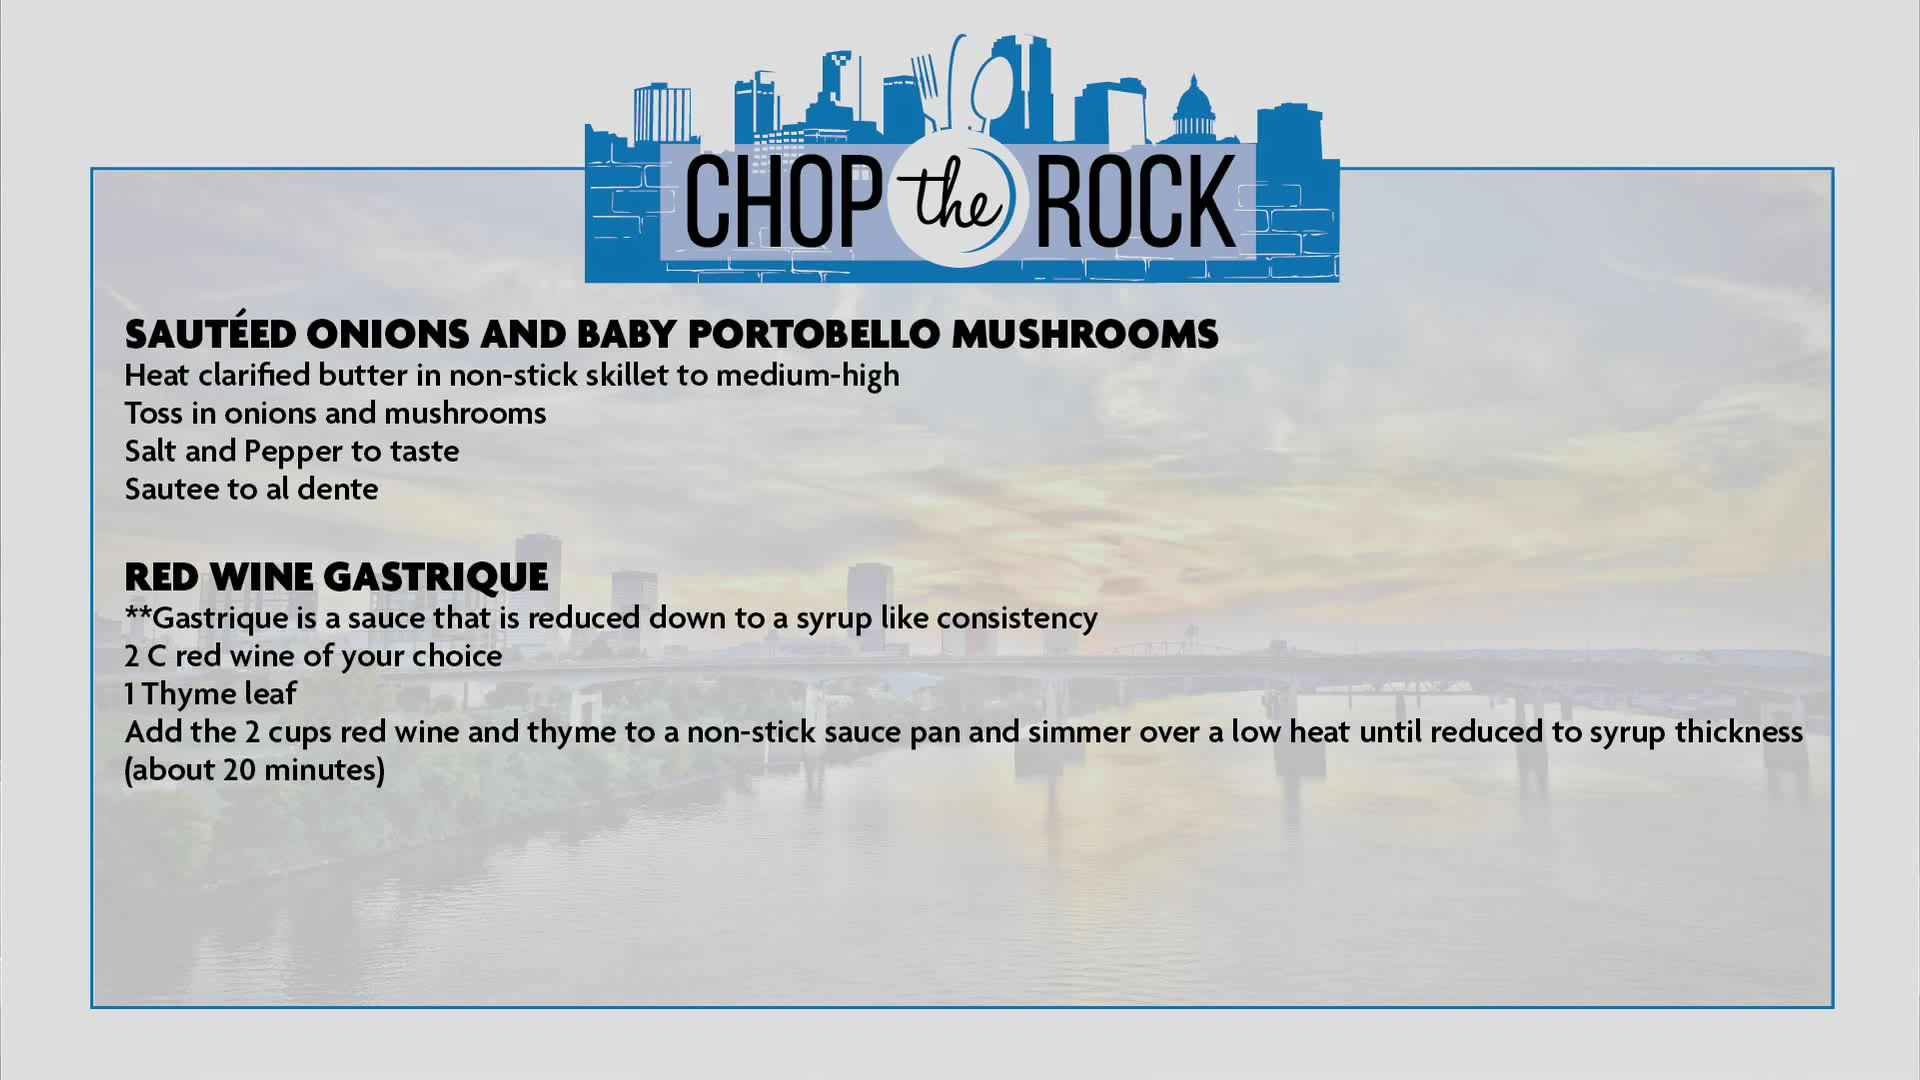 CHOP the ROCK
SAUTÉED ONIONS AND BABY PORTOBELLO MUSHROOMS
Heat clarified butter in non-stick skillet to medium-high
Toss in onions and mushrooms
Salt and Pepper to taste
Sautee to al dente
RED WINE GASTRIQUE
**Gastrique is a sauce that is reduced down to a syrup like consistency
2 C red wine of your choice
1 Thyme leaf
Add the 2 cups red wine and thyme to a non-stick sauce pan and simmer over a low heat until reduced to syrup thickness
(about 20 minutes)